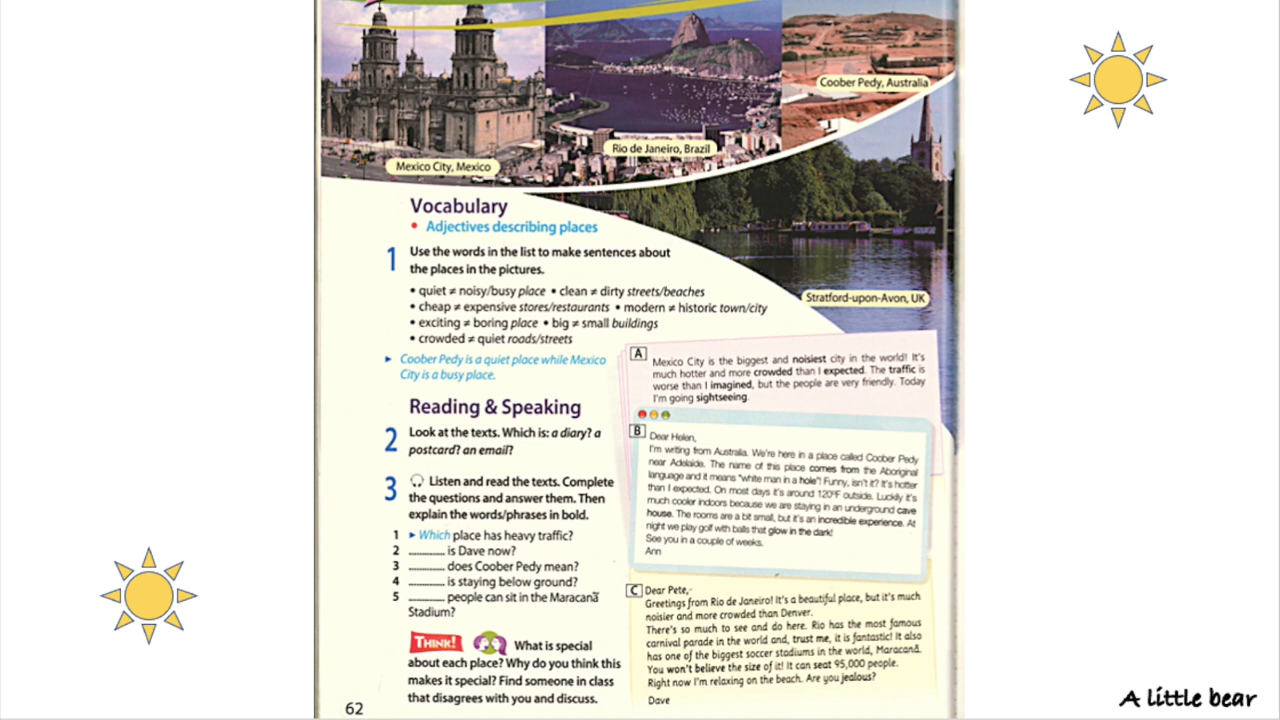 Coober Pedy, Australia
Rio de Janeiro, Brazil
Mexico City, Mexico
Stratford-upon-Avon, UK
Vocabulary
• Adjectives describing places
1 Use the words in the list to make sentences about
the places in the pictures.
• quiet ≠ noisy/busy place • clean ≠ dirty streets/beaches
• cheap ≠ expensive stores/restaurants • modern ≠ historic town/city
• exciting ≠ boring place • big ≠ small buildings
• crowded ≠ quiet roads/streets
► Coober Pedy is a quiet place while Mexico
City is a busy place.
Reading & Speaking
2 Look at the texts. Which is: a diary? a
postcard? an email?
3 Listen and read the texts. Complete
the questions and answer them. Then
explain the words/phrases in bold.
1 ► Which place has heavy traffic?
2 ............ is Dave now?
3 ............ does Coober Pedy mean?
4 ............ is staying below ground?
5 ............ people can sit in the Maracanã
Stadium?
THINK! What is special
about each place? Why do you think this
makes it special? Find someone in class
that disagrees with you and discuss.
62
A Mexico City is the biggest and noisiest city in the world! It's
much hotter and more crowded than I expected. The traffic is
worse than I imagined, but the people are very friendly. Today
I'm going sightseeing.
B Dear Helen,
I'm writing from Australia. We're here in a place called Coober Pedy
near Adelaide. The name of this place comes from the Aboriginal
language and it means "white man in a hole"! Funny, isn't it? It's hotter
than I expected. On most days it's around 120°F outside. Luckily it's
much cooler indoors because we are staying in an underground cave
house. The rooms are a bit small, but it's an incredible experience. At
night we play golf with balls that glow in the dark!
See you in a couple of weeks.
Ann
C Dear Pete,
Greetings from Rio de Janeiro! It's a beautiful place, but it's much
noisier and more crowded than Denver.
There's so much to see and do here. Rio has the most famous
carnival parade in the world and, trust me, it is fantastic! It also
has one of the biggest soccer stadiums in the world, Maracanã.
You won't believe the size of it! It can seat 95,000 people.
Right now I'm relaxing on the beach. Are you jealous?
Dave
A little bear